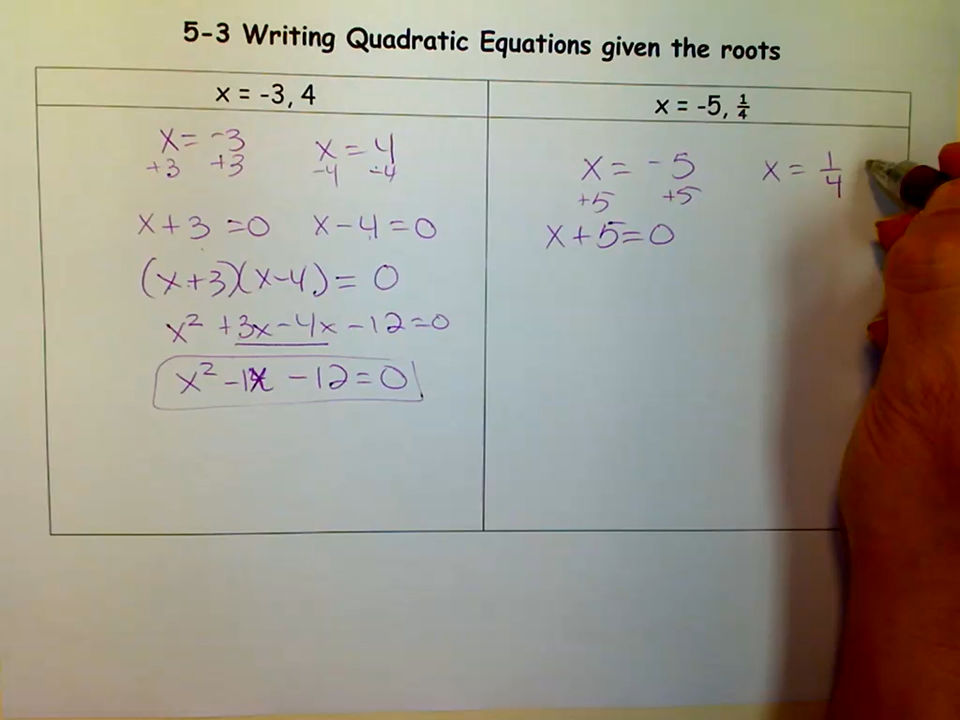 5-3 Writing Quadratic Equations given the roots
x = -3, 4
x = -3 x = 4
+3 +3 -4 -4
x+3 =0 x-4=0
(x+3)(x-4)= 0
x² +3x-4x -12=0
x² -1x -12=0
x = -5, ¼
x = -5 x = 1/4
+5 +5
x+5=0